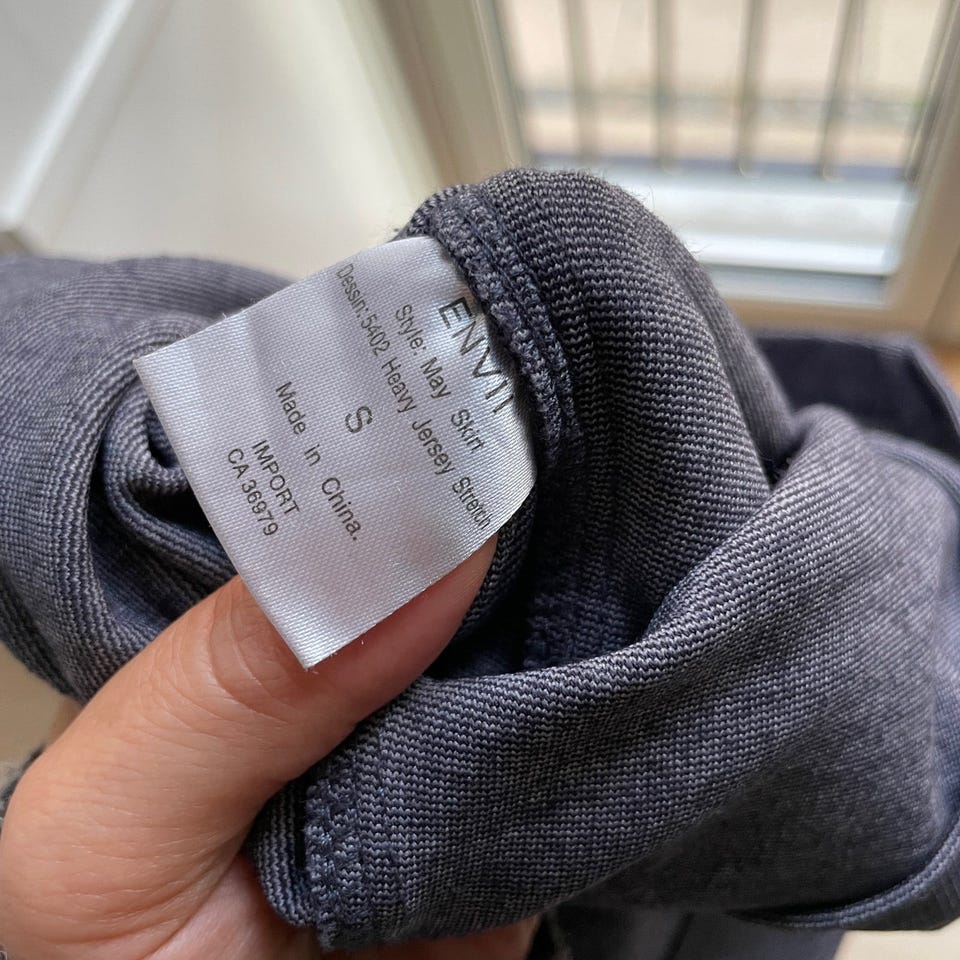 ENVII
Style: May Skirt
Dessin:5402 Heavy Jersey Stretch
S
Made in China.
IMPORT
CA 36979